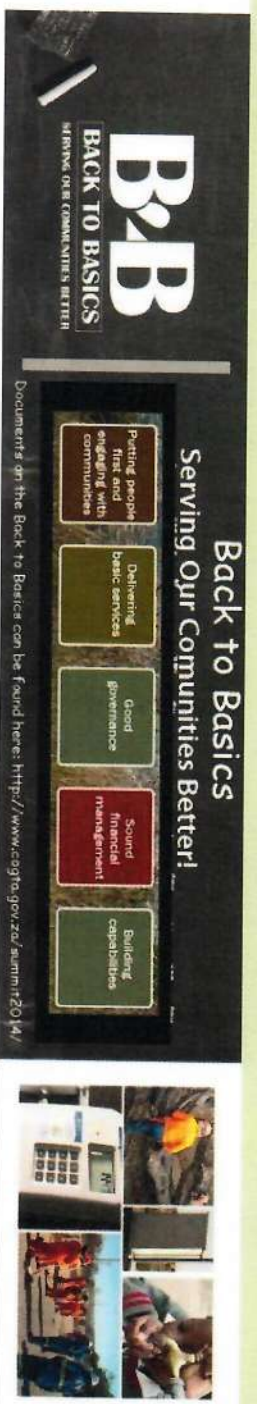 B2B
BACK TO BASICS
SERVING OUR COMMUNITIES BETTER
Back to Basics
Serving Our Comunities Better!
Putting people
first and
engaging with
communities
Delivering
basic services
Good
governance
Sound
financial
management
Building
capabilities
Documents on the Back to Basics can be found here: http://www.cogta.gov.za/summit2014/